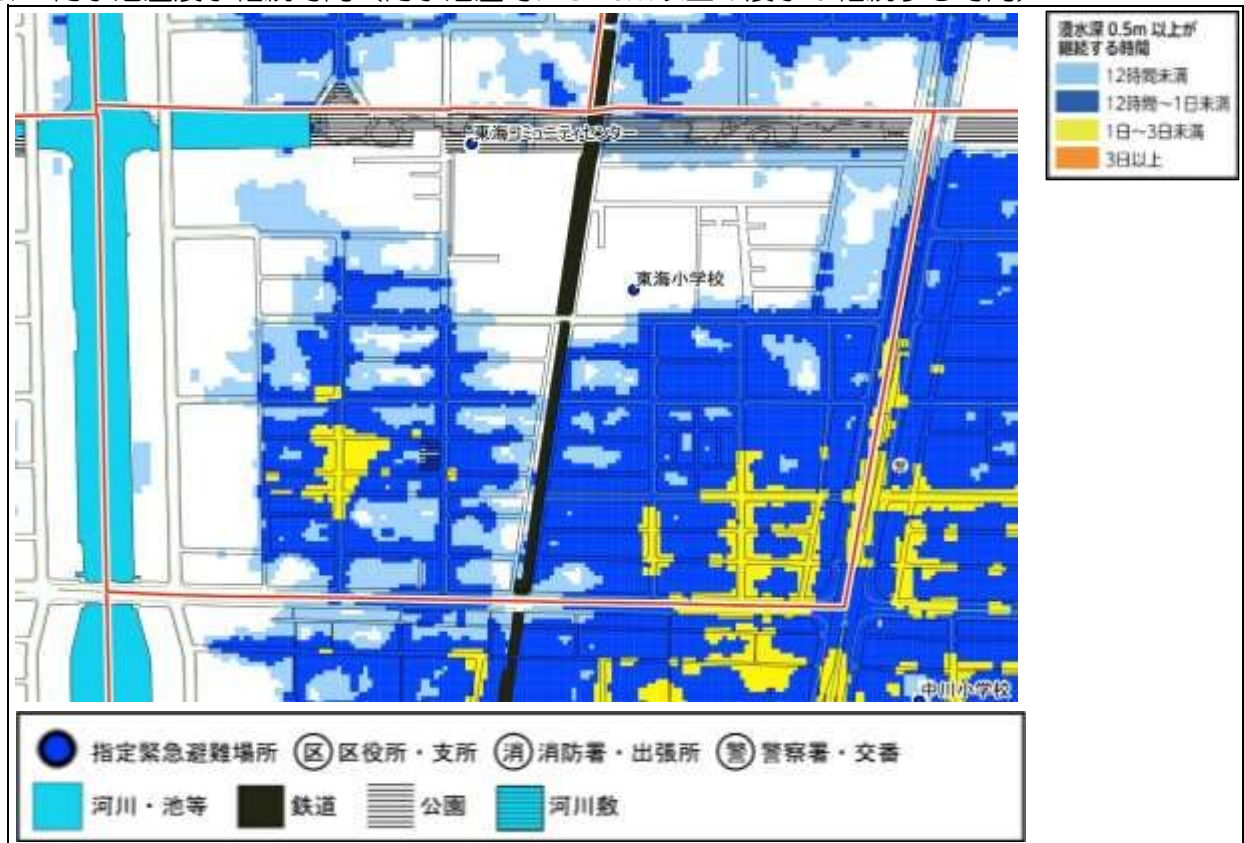 浸水深 0.5m 以上が
継続する時間
12時間未満
12時間～1日未満
1日～3日未満
3日以上
東海コミューティセンター
東海小学校
警
中川小学校
指定緊急避難場所 区 区役所・支所 消 消防署・出張所 警 警察署・交番
河川・池等 鉄道 公園 河川敷